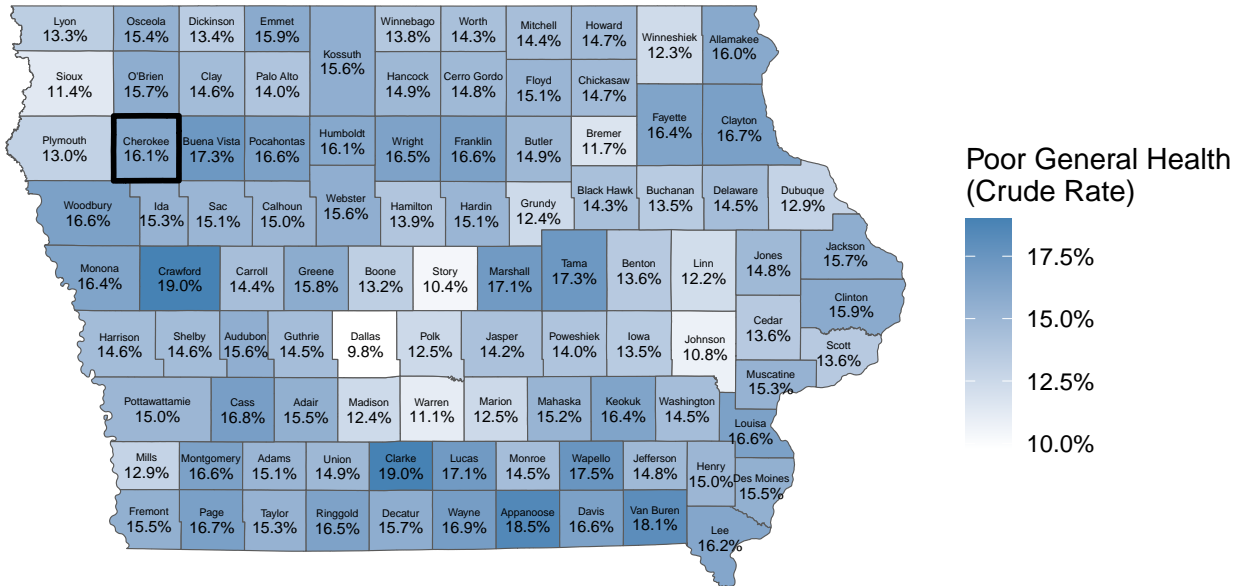 Lyon
13.3%
Osceola
15.4%
Dickinson
13.4%
Emmet
15.9%
Kossuth
15.6%
Winnebago
13.8%
Worth
14.3%
Mitchell
14.4%
Howard
14.7%
Winneshiek
12.3%
Allamakee
16.0%
Sioux
11.4%
O'Brien
15.7%
Clay
14.6%
Palo Alto
14.0%
Hancock
14.9%
Cerro Gordo
14.8%
Floyd
15.1%
Chickasaw
14.7%
Fayette
16.4%
Clayton
16.7%
Plymouth
13.0%
Cherokee
16.1%
Buena Vista
17.3%
Pocahontas
16.6%
Humboldt
16.1%
Wright
16.5%
Franklin
16.6%
Butler
14.9%
Bremer
11.7%
Woodbury
16.6%
Ida
15.3%
Sac
15.1%
Calhoun
15.0%
Webster
15.6%
Hamilton
13.9%
Hardin
15.1%
Grundy
12.4%
Black Hawk
14.3%
Buchanan
13.5%
Delaware
14.5%
Dubuque
12.9%
Monona
16.4%
Crawford
19.0%
Carroll
14.4%
Greene
15.8%
Boone
13.2%
Story
10.4%
Marshall
17.1%
Tama
17.3%
Benton
13.6%
Linn
12.2%
Jones
14.8%
Jackson
15.7%
Clinton
15.9%
Harrison
14.6%
Shelby
14.6%
Audubon
15.6%
Guthrie
14.5%
Dallas
9.8%
Polk
12.5%
Jasper
14.2%
Poweshiek
14.0%
Iowa
13.5%
Johnson
10.8%
Cedar
13.6%
Scott
13.6%
Muscatine
15.3%
Pottawattamie
15.0%
Cass
16.8%
Adair
15.5%
Madison
12.4%
Warren
11.1%
Marion
12.5%
Mahaska
15.2%
Keokuk
16.4%
Washington
14.5%
Louisa
16.6%
Mills
12.9%
Montgomery
16.6%
Adams
15.1%
Union
14.9%
Clarke
19.0%
Lucas
17.1%
Monroe
14.5%
Wapello
17.5%
Jefferson
14.8%
Henry
15.0%
Des Moines
15.5%
Fremont
15.5%
Page
16.7%
Taylor
15.3%
Ringgold
16.5%
Decatur
15.7%
Wayne
16.9%
Appanoose
18.5%
Davis
16.6%
Van Buren
18.1%
Lee
16.2%
Poor General Health
(Crude Rate)
17.5%
15.0%
12.5%
10.0%